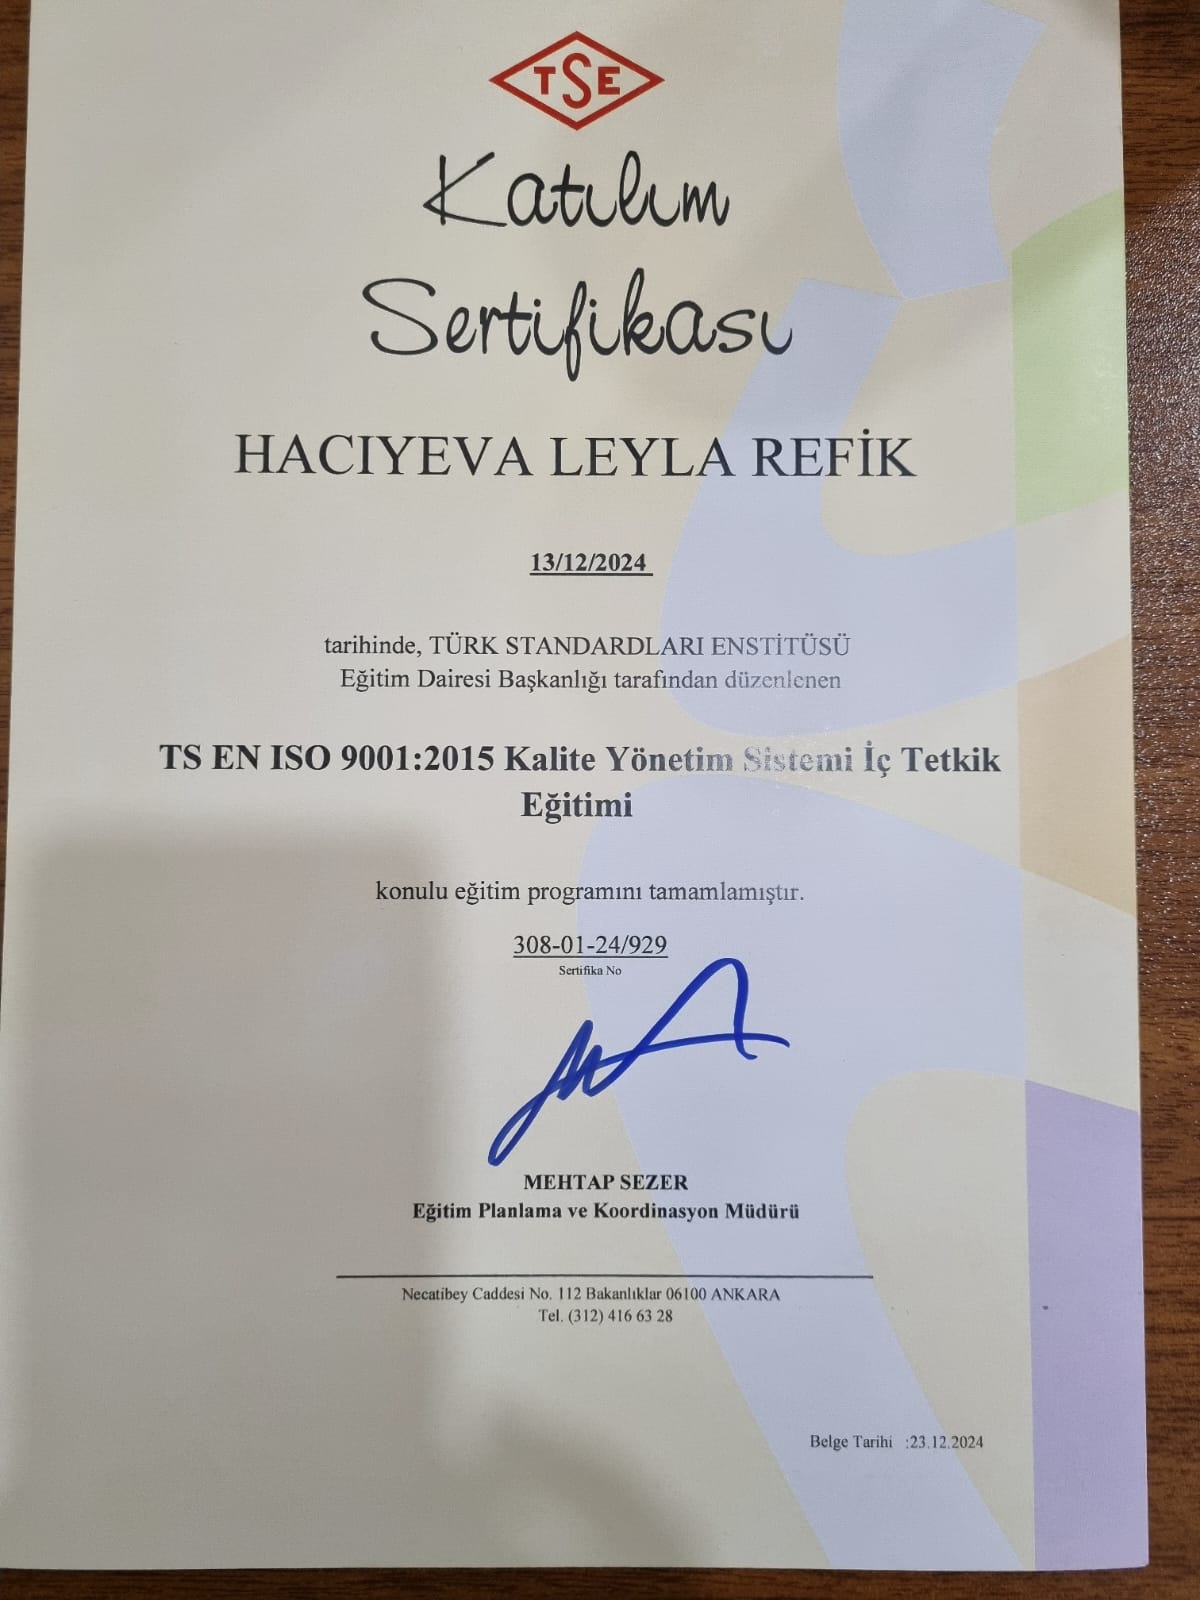 TSE
Katılım
Sertifikası
HACIYEVA LEYLA REFİK
13/12/2024
tarihinde, TÜRK STANDARDLARI ENSTİTÜSÜ
Eğitim Dairesi Başkanlığı tarafından düzenlenen
TS EN ISO 9001:2015 Kalite Yönetim Sistemi İç Tetkik
Eğitimi
konulu eğitim programını tamamlamıştır.
308-01-24/929
Sertifika No
MEHTAP SEZER
Eğitim Planlama ve Koordinasyon Müdürü
Necatibey Caddesi No. 112 Bakanlıklar 06100 ANKARA
Tel. (312) 416 63 28
Belge Tarihi :23.12.2024